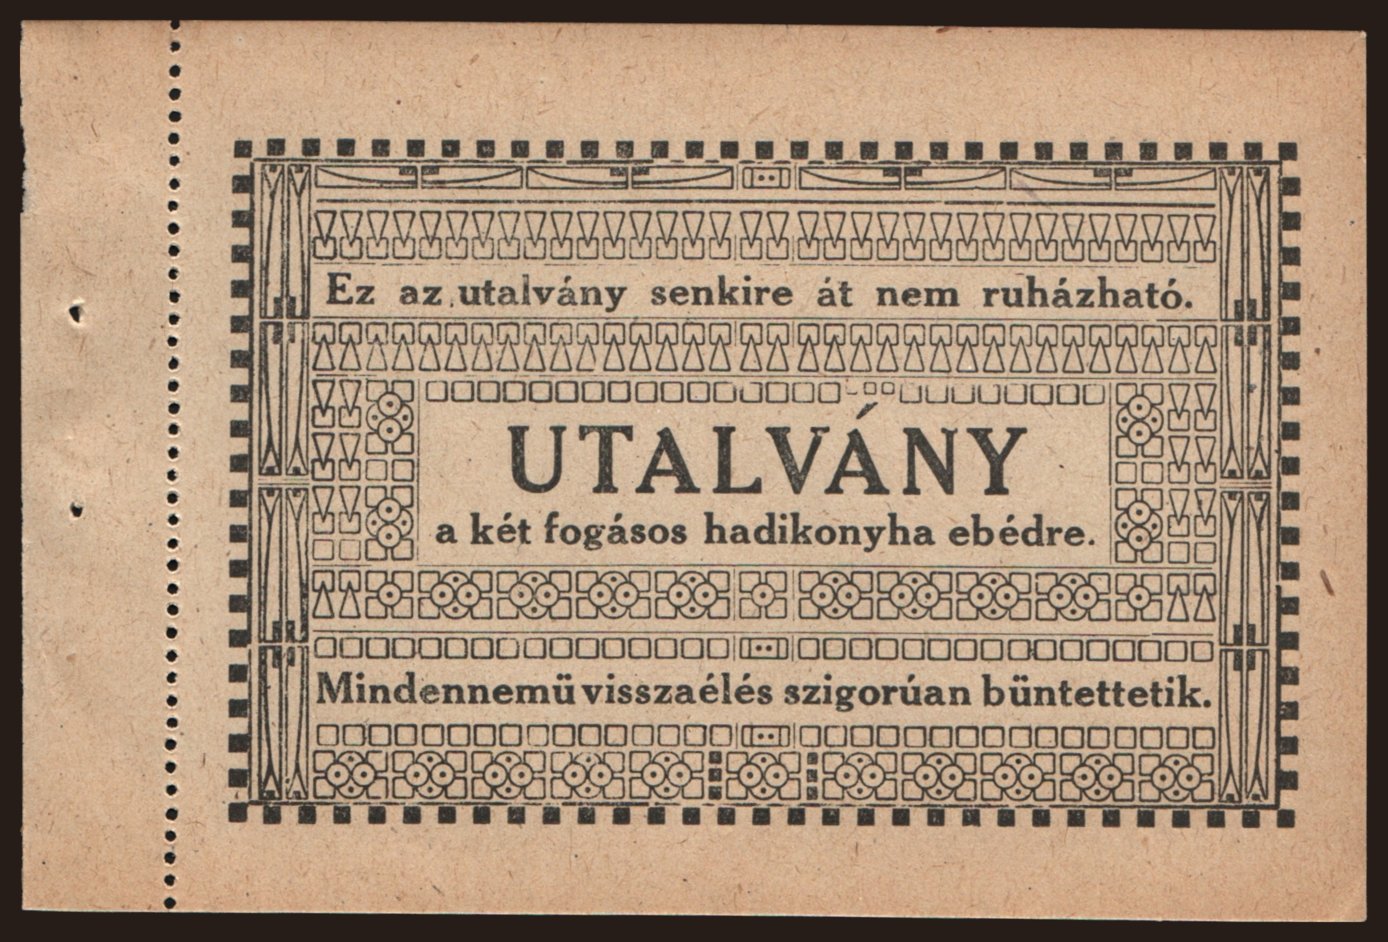 Ez az utalvány senkire át nem ruházható.
UTALVÁNY
a két fogásos hadikonyha ebédre.
Mindennemü visszaélés szigorúan büntettetik.